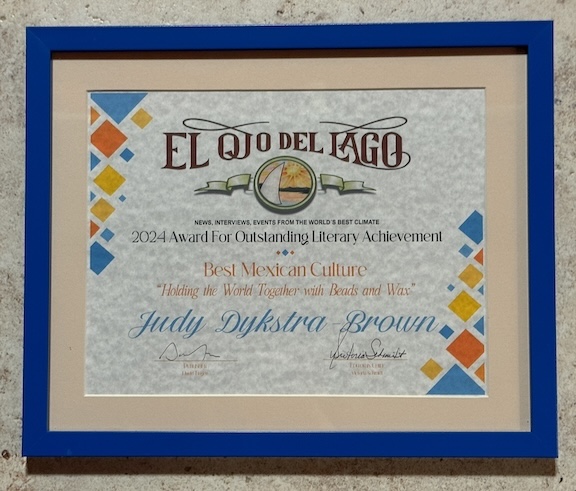 EL OJO DEL LAGO
NEWS, INTERVIEWS, EVENTS FROM THE WORLD'S BEST CLIMATE
2024 Award For Outstanding Literary Achievement
Best Mexican Culture
"Holding the World Together with Beads and Wax"
Judy Dykstra Brown